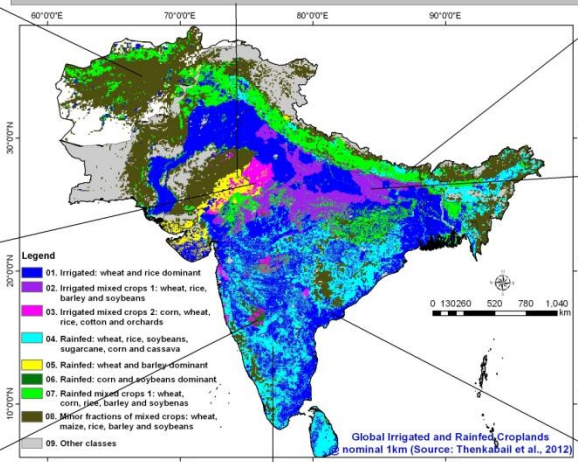 60°0'0"E 70°0'0"E 80°0'0"E 90°0'0"E
30°0'0"N
20°0'0"N
10°0'0"N
Legend
01. Irrigated: wheat and rice dominant
02. Irrigated mixed crops 1: wheat, rice,
barley and soybeans
03. Irrigated mixed crops 2: corn, wheat,
rice, cotton and orchards
04. Rainfed: wheat, rice, soybeans,
sugarcane, corn and cassava
05. Rainfed: wheat and barley dominant
06. Rainfed: corn and soybeans dominant
07. Rainfed mixed crops 1: wheat,
corn, rice, barley and soybenas
08. Minor fractions of mixed crops: wheat,
maize, rice, barley and soybeans
09. Other classes
0 130260 520 780 1,040
km
Global Irrigated and Rainfed Croplands
@ nominal 1km (Source: Thenkabail et al., 2012)